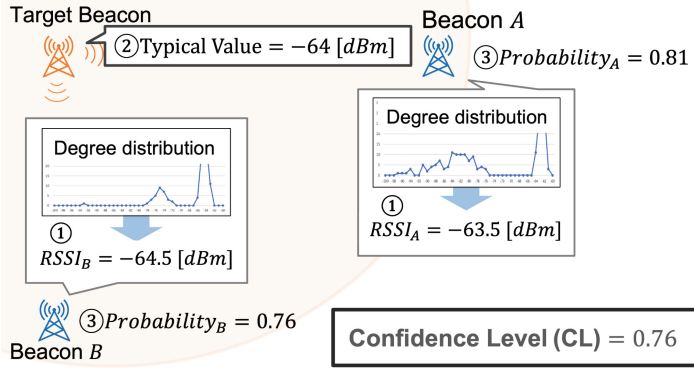 Target Beacon
②Typical Value = −64 [dBm]
Beacon A
③Probability_A = 0.81
Degree distribution
①
RSSI_A = −63.5 [dBm]
Degree distribution
①
RSSI_B = −64.5 [dBm]
③Probability_B = 0.76
Beacon B
Confidence Level (CL) = 0.76